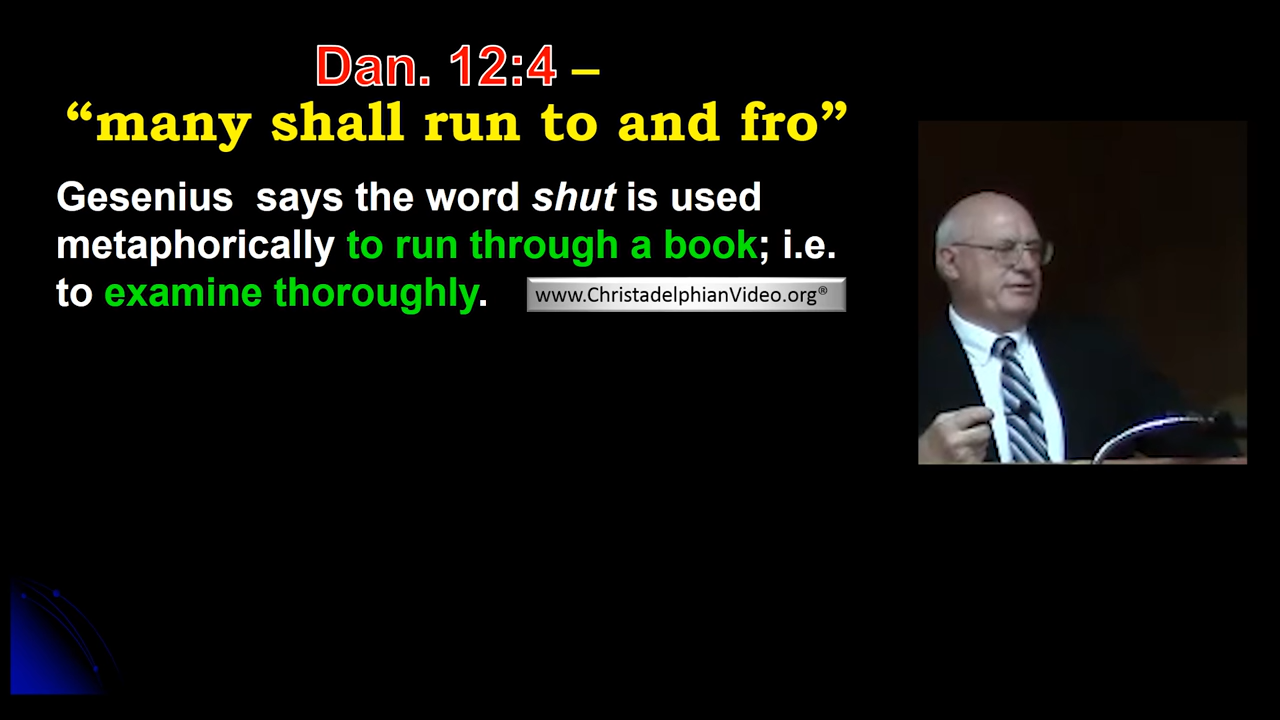 Dan. 12:4 –
“many shall run to and fro”
Gesenius  says the word shut is used
metaphorically to run through a book; i.e.
to examine thoroughly.
www.ChristadelphianVideo.org®